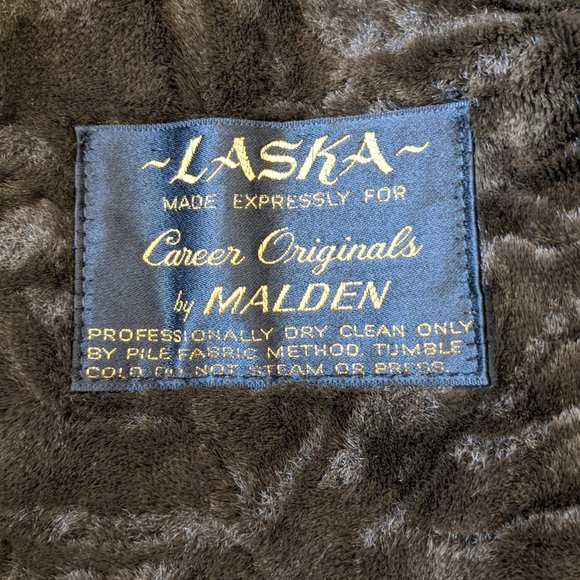 ~LASKA~
MADE EXPRESSLY FOR
Career Originals
by MALDEN
PROFESSIONALLY DRY CLEAN ONLY
BY PILE FABRIC METHOD. TUMBLE
COLD. DO NOT STEAM OR PRESS.